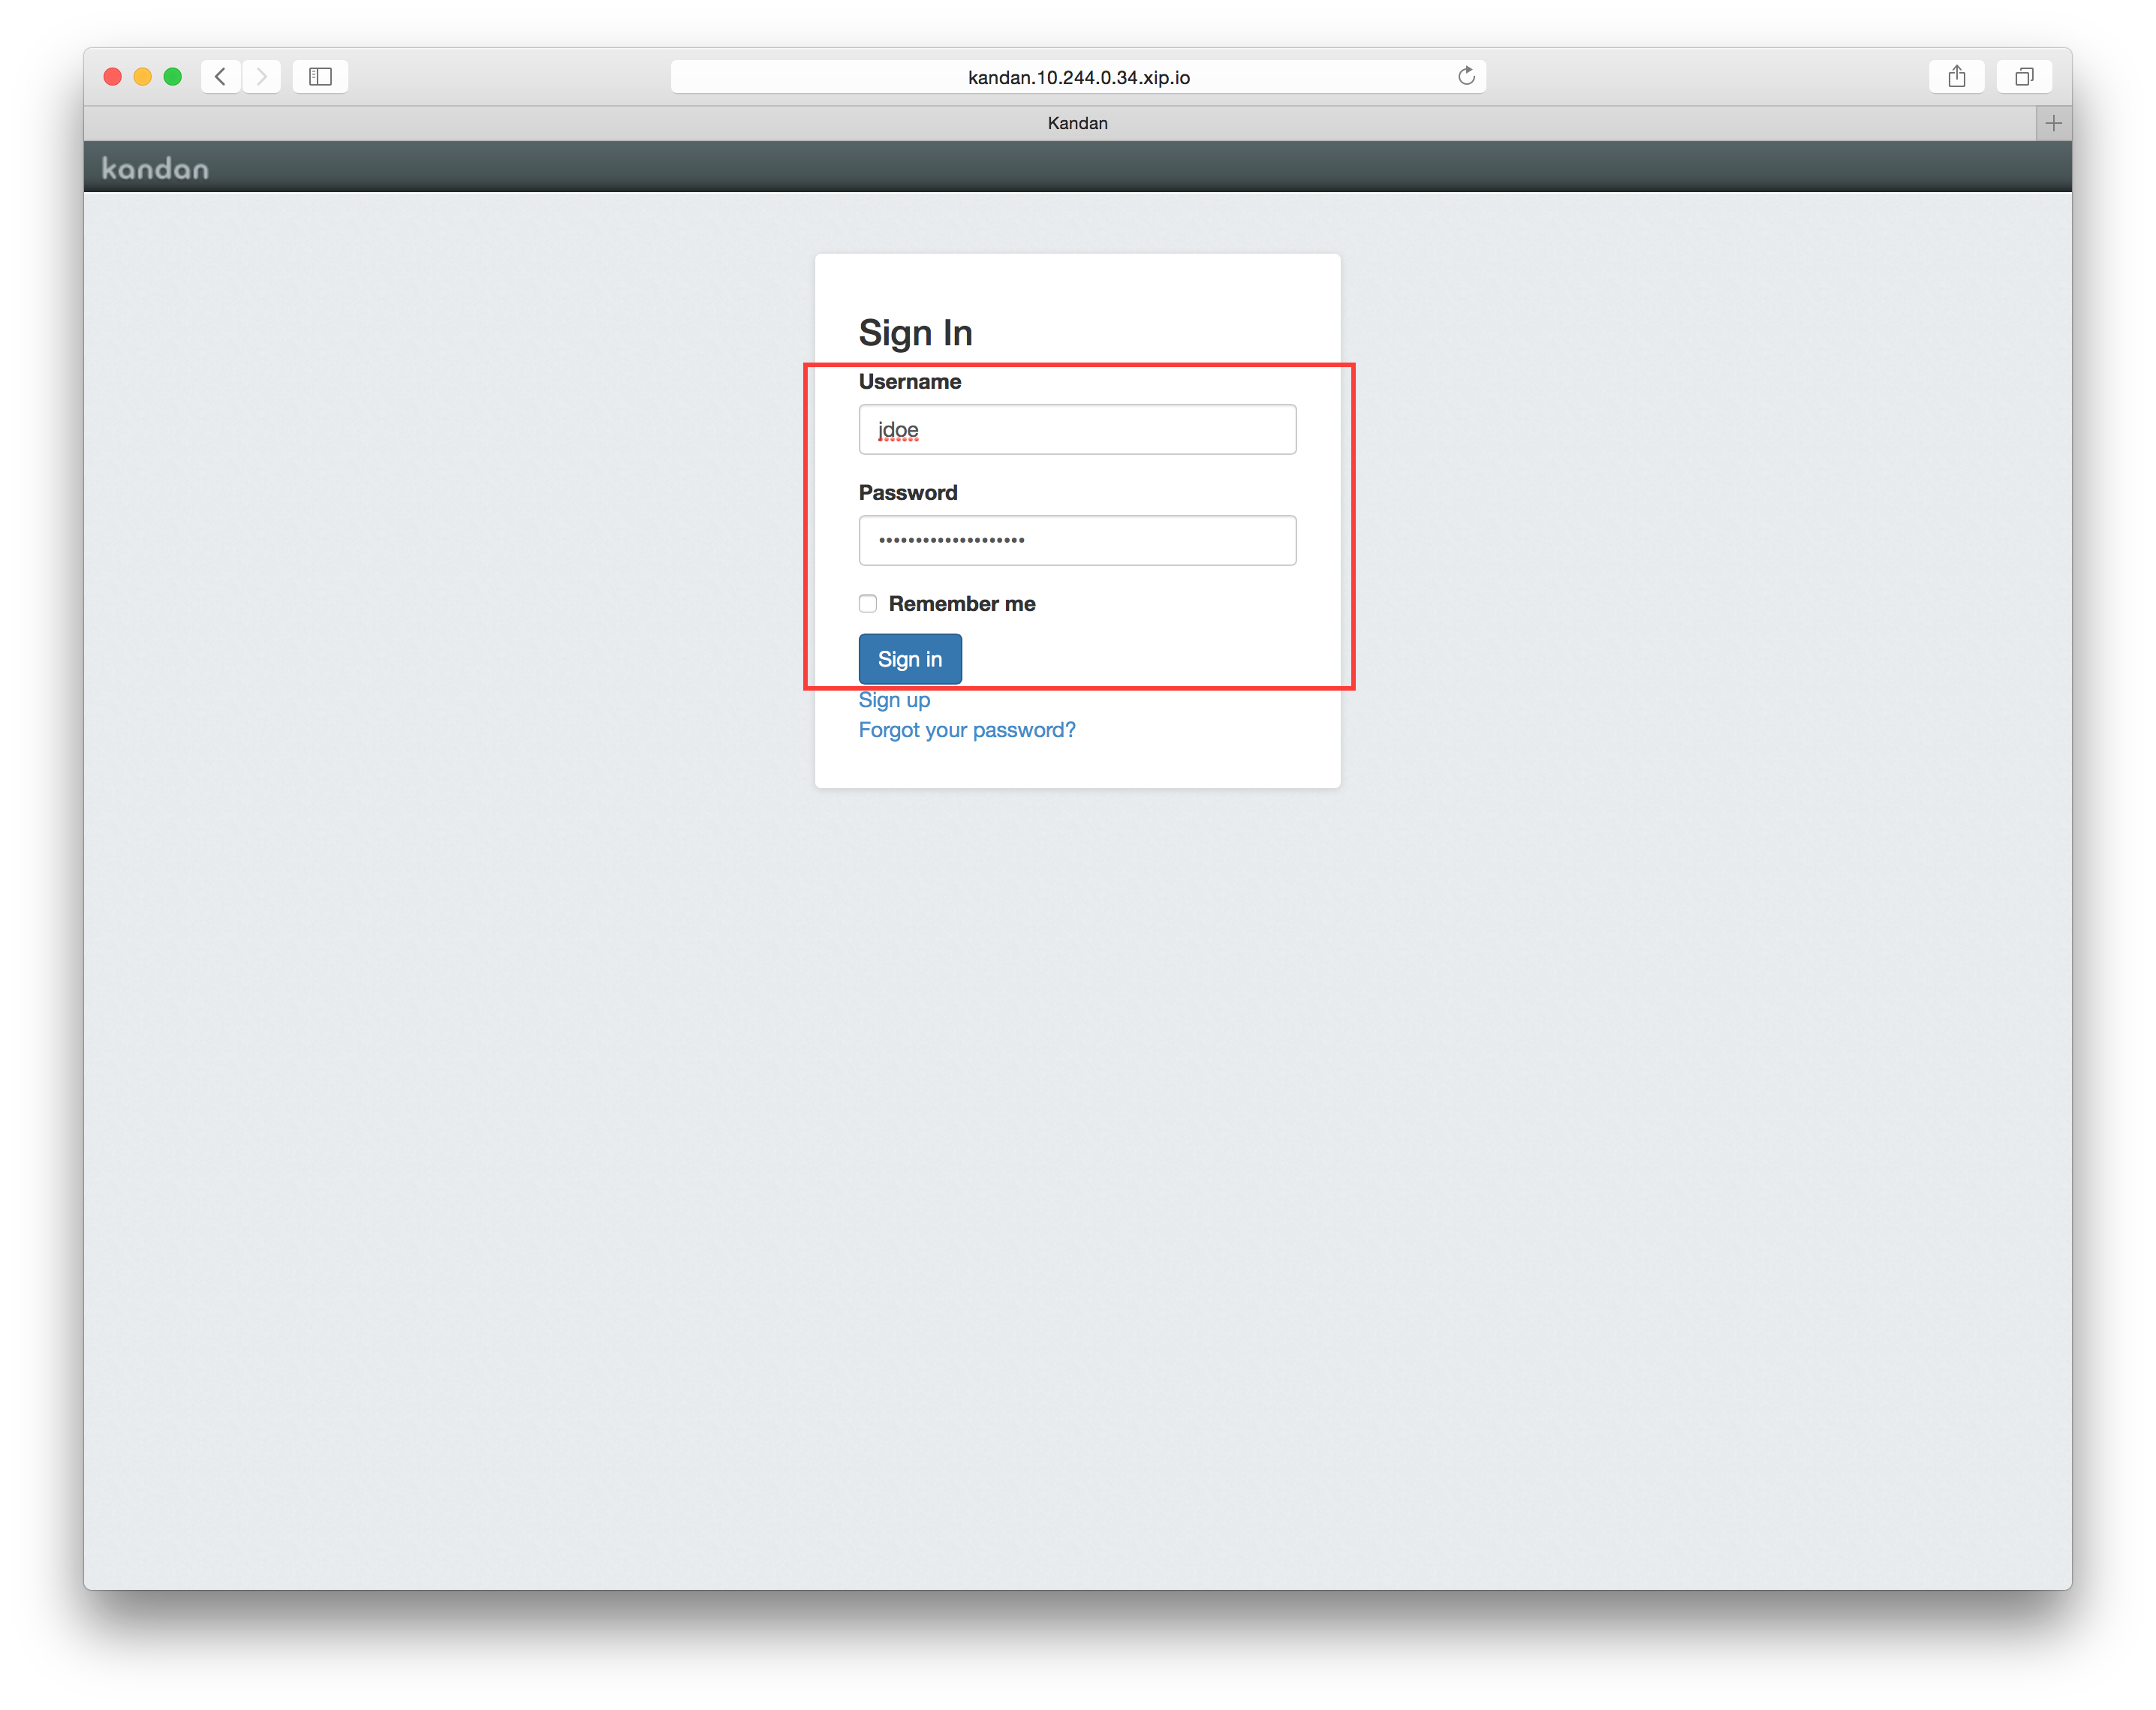 kandan.10.244.0.34.xip.io
Kandan
kandan
Sign In
Username
jdoe
Password
••••••••••••••••••••
Remember me
Sign in
Sign up
Forgot your password?